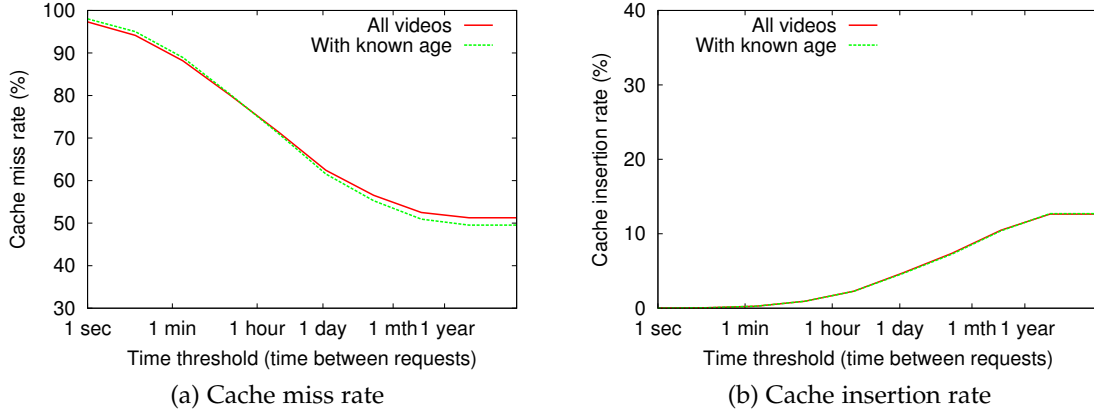 All videos
With known age
Cache miss rate (%)
100
90
80
70
60
50
40
30
1 sec 1 min 1 hour 1 day 1 mth 1 year
Time threshold (time between requests)
(a) Cache miss rate
All videos
With known age
Cache insertion rate (%)
40
30
20
10
0
1 sec 1 min 1 hour 1 day 1 mth 1 year
Time threshold (time between requests)
(b) Cache insertion rate